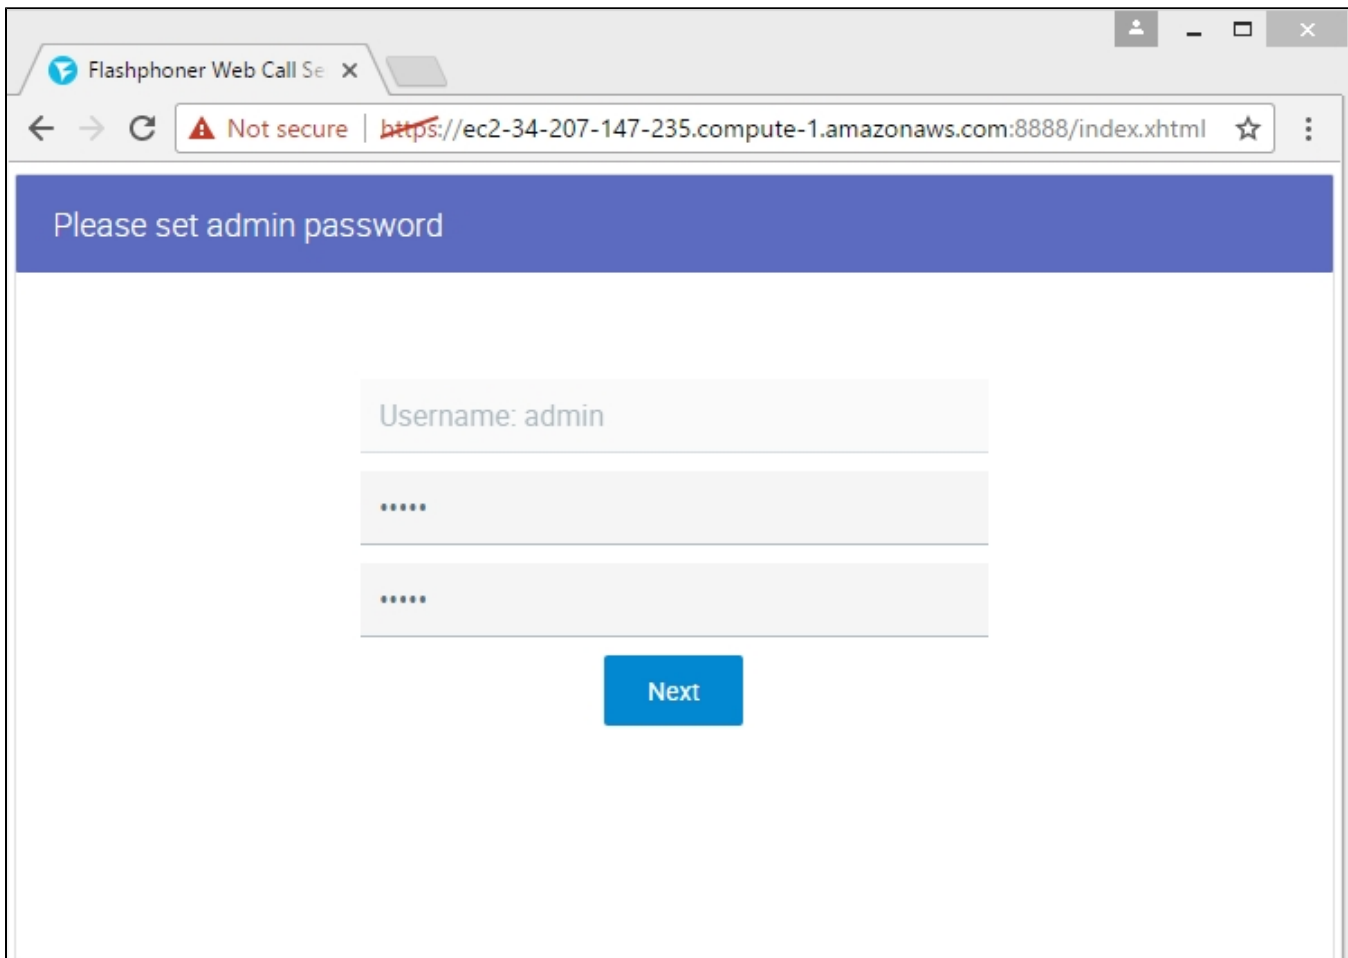 Flashphoner Web Call Se
Not secure | https://ec2-34-207-147-235.compute-1.amazonaws.com:8888/index.xhtml
Please set admin password
Username: admin
•••••
•••••
Next